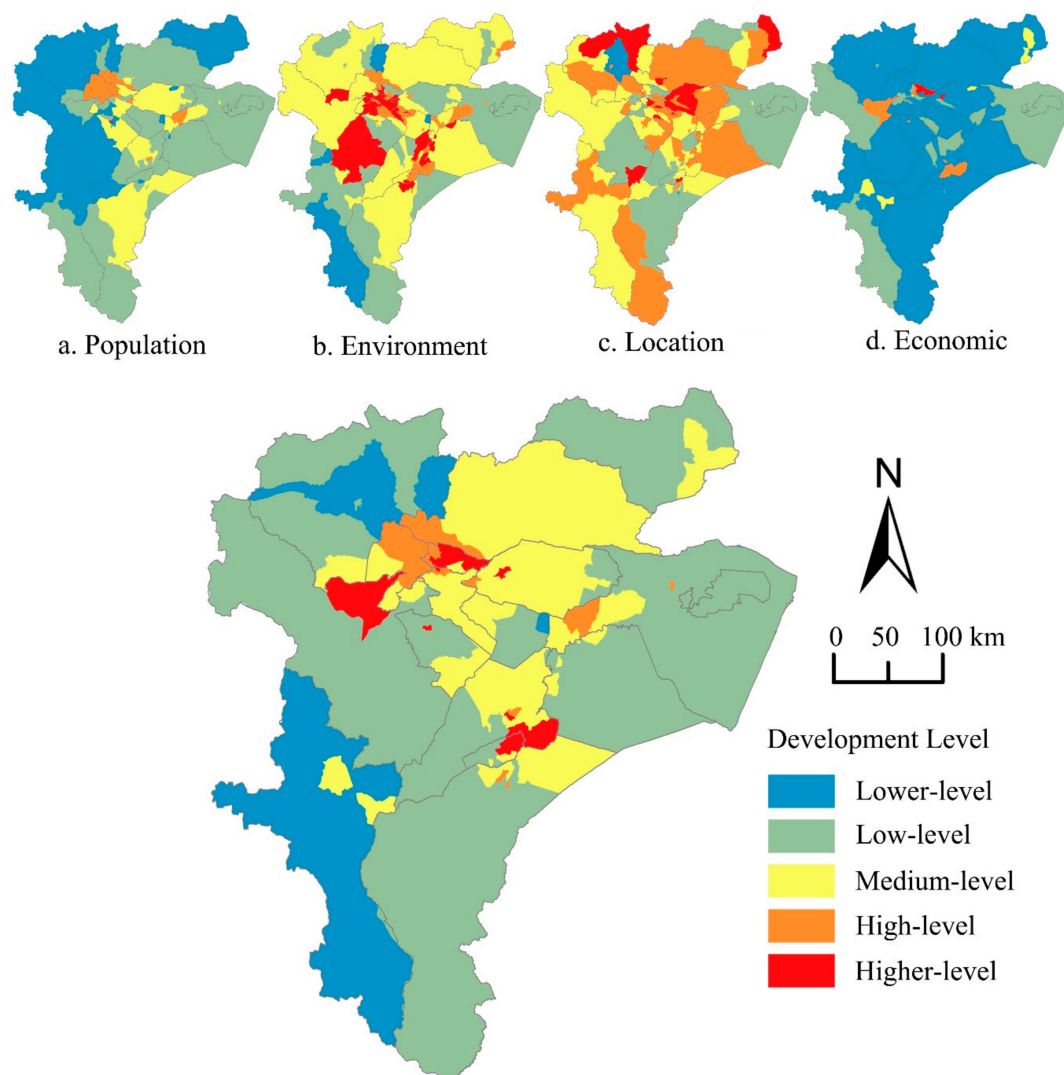 a. Population
b. Environment
c. Location
d. Economic
N
0 50 100 km
Development Level
Lower-level
Low-level
Medium-level
High-level
Higher-level